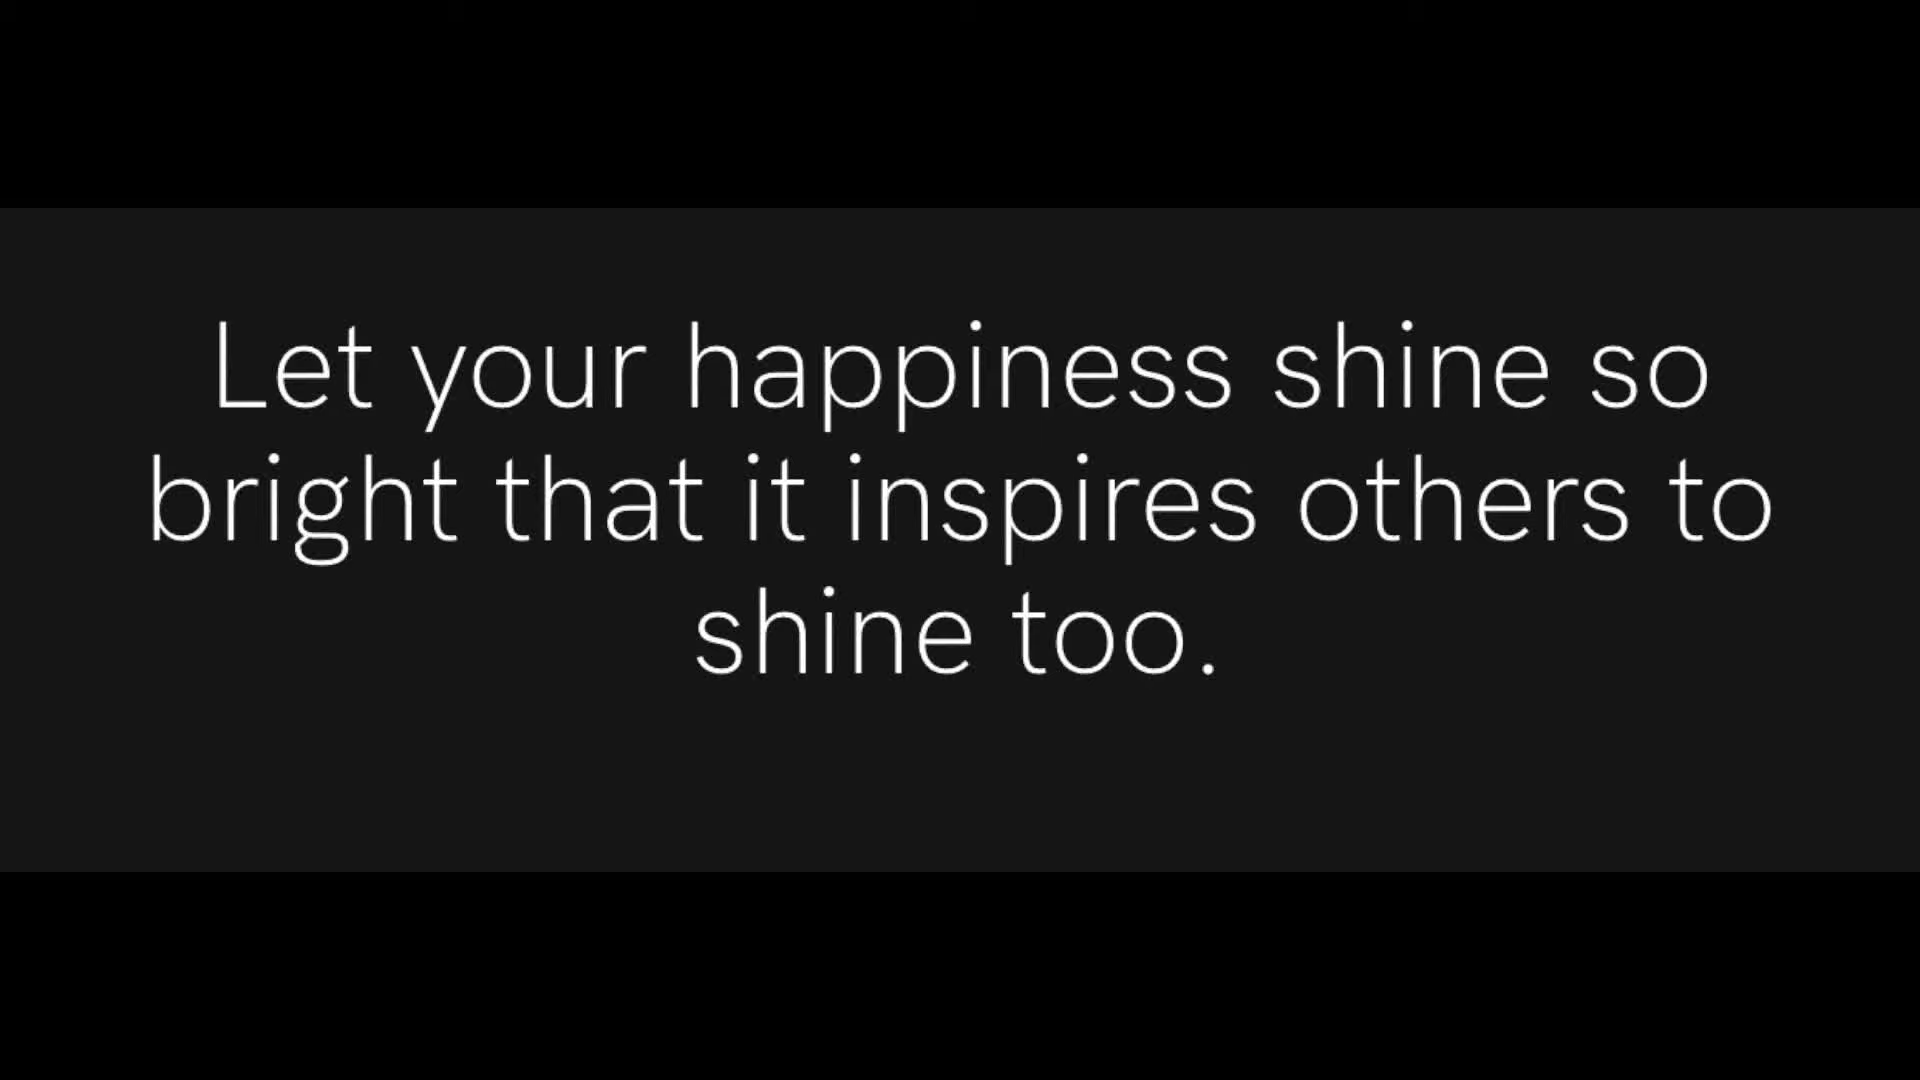 Let your happiness shine so
bright that it inspires others to
shine too.